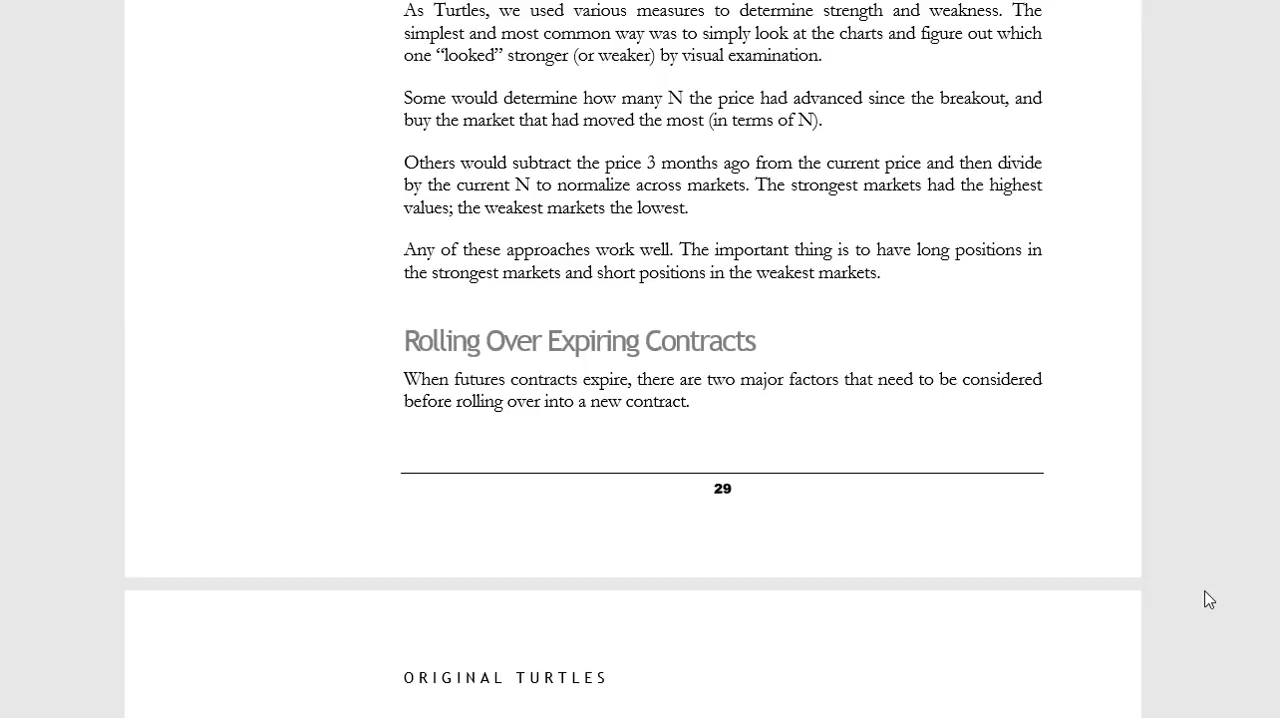 As Turtles, we used various measures to determine strength and weakness. The
simplest and most common way was to simply look at the charts and figure out which
one “looked” stronger (or weaker) by visual examination.
Some would determine how many N the price had advanced since the breakout, and
buy the market that had moved the most (in terms of N).
Others would subtract the price 3 months ago from the current price and then divide
by the current N to normalize across markets. The strongest markets had the highest
values; the weakest markets the lowest.
Any of these approaches work well. The important thing is to have long positions in
the strongest markets and short positions in the weakest markets.
Rolling Over Expiring Contracts
When futures contracts expire, there are two major factors that need to be considered
before rolling over into a new contract.
29
ORIGINAL TURTLES